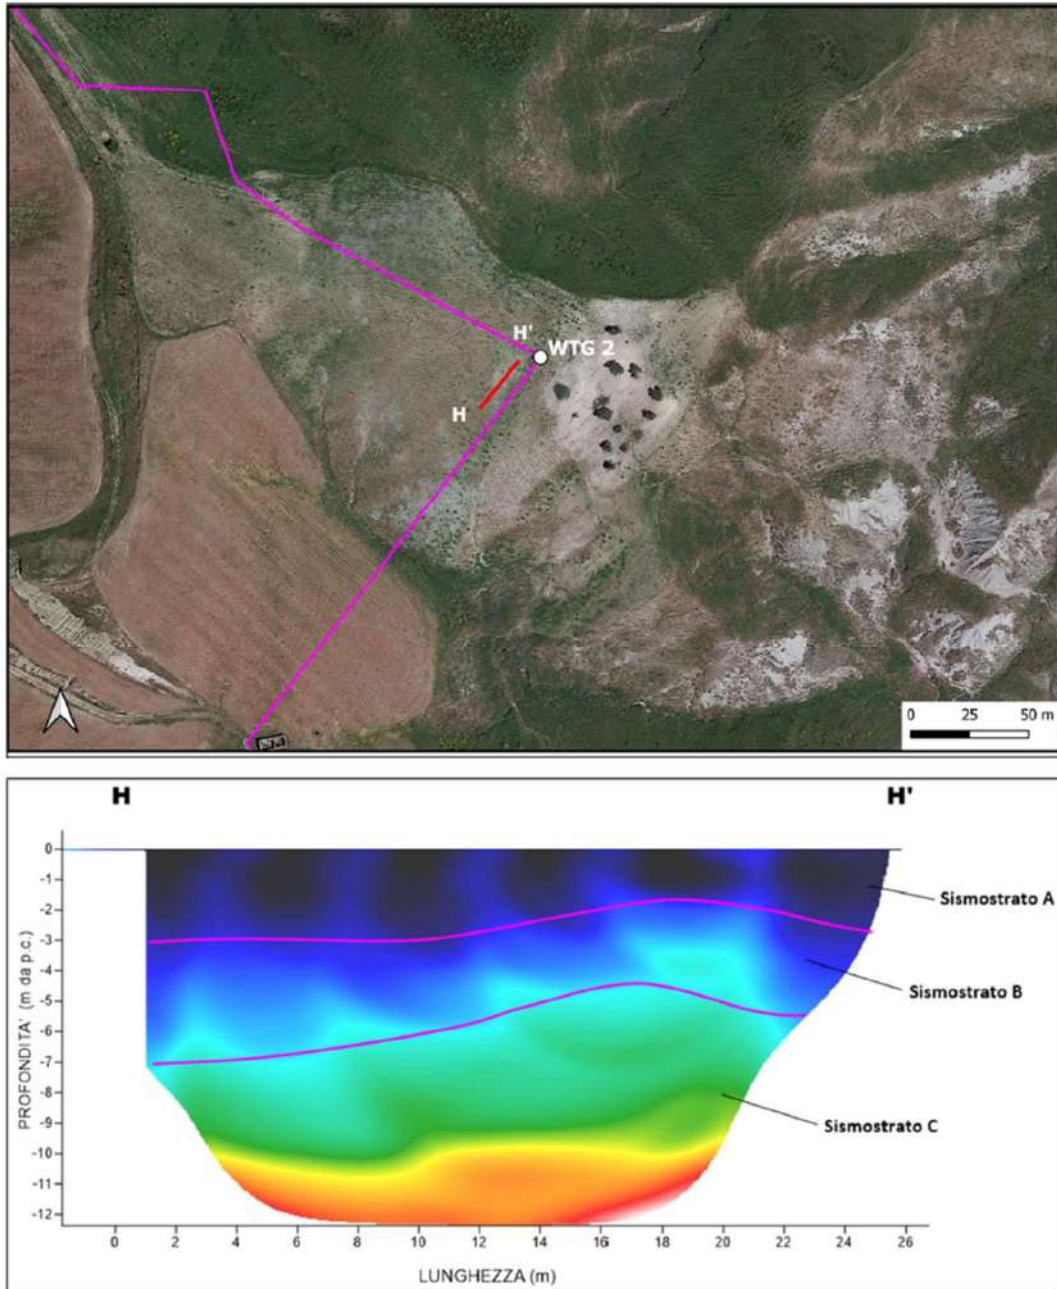 H'
WTG 2
H
0 25 50 m
H H'
0
-1
-2
-3
-4
-5
-6
-7
-8
-9
-10
-11
-12
PROFONDITA' (m da p.c.)
Sismostrato A
Sismostrato B
Sismostrato C
0 2 4 6 8 10 12 14 16 18 20 22 24 26
LUNGHEZZA (m)